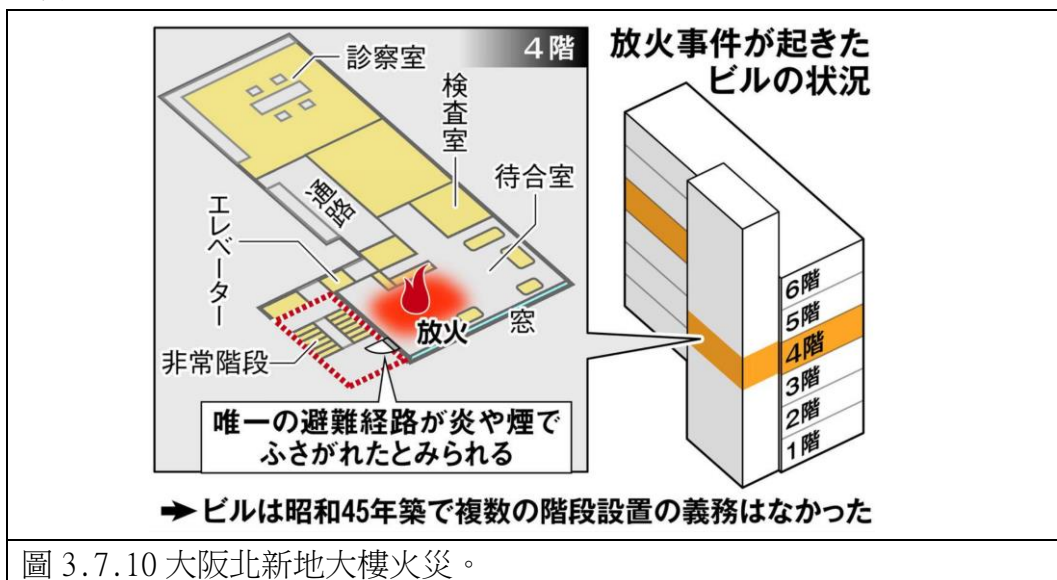 4階
診察室
検査室
待合室
通路
エレベーター
放火
窓
非常階段
唯一の避難経路が炎や煙で
ふさがれたとみられる
放火事件が起きた
ビルの状況
6階
5階
4階
3階
2階
1階
➡ビルは昭和45年築で複数の階段設置の義務はなかった
圖 3.7.10 大阪北新地大樓火災。